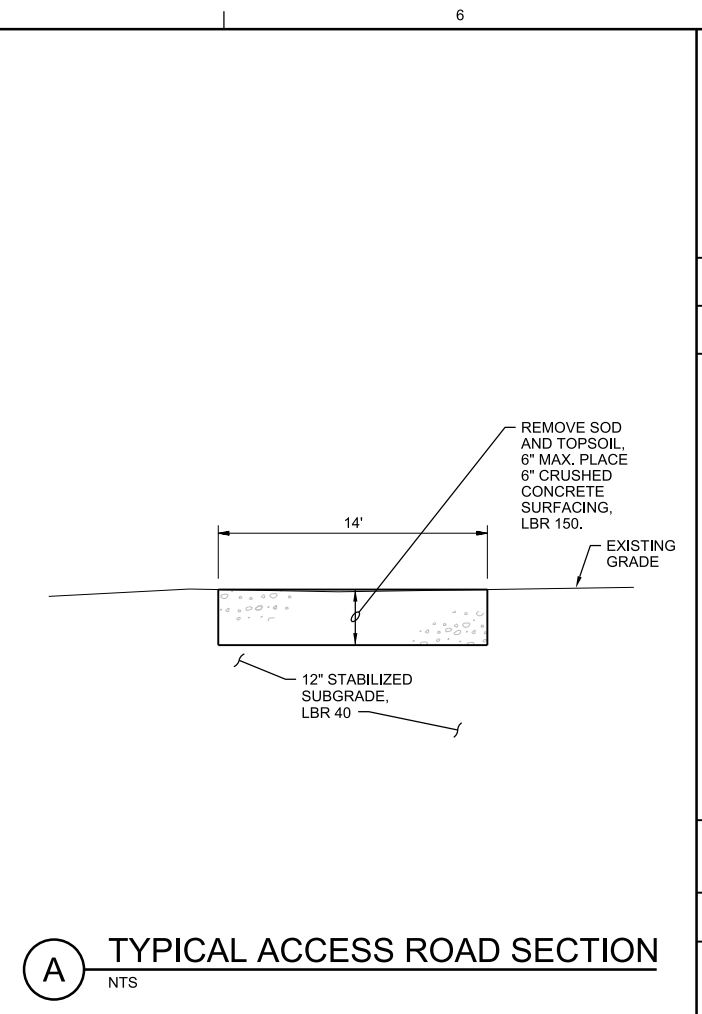 6
REMOVE SOD
AND TOPSOIL,
6" MAX. PLACE
6" CRUSHED
CONCRETE
SURFACING,
LBR 150.
14'
EXISTING
GRADE
12" STABILIZED
SUBGRADE,
LBR 40
A
TYPICAL ACCESS ROAD SECTION
NTS